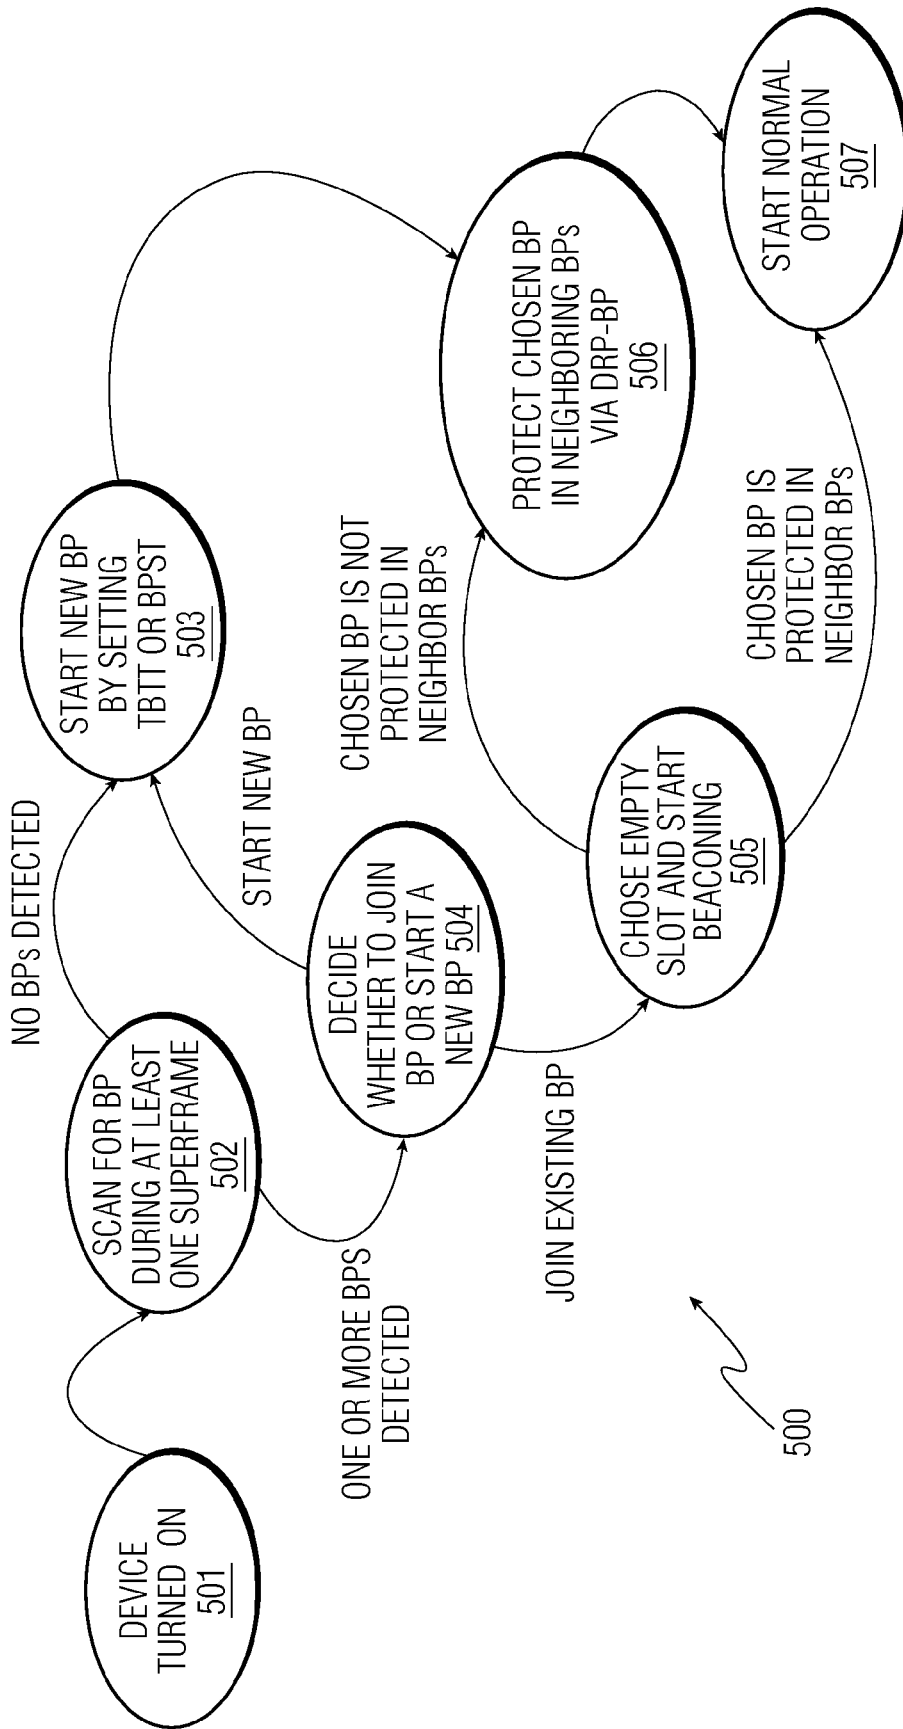 DEVICE
TURNED ON
501
SCAN FOR BP
DURING AT LEAST
ONE SUPERFRAME
502
NO BPs DETECTED
ONE OR MORE BPS
DETECTED
START NEW BP
BY SETTING
TBTT OR BPST
503
DECIDE
WHETHER TO JOIN
BP OR START A
NEW BP 504
START NEW BP
JOIN EXISTING BP
CHOSE EMPTY
SLOT AND START
BEACONING
505
CHOSEN BP IS NOT
PROTECTED IN
NEIGHBOR BPs
CHOSEN BP IS
PROTECTED IN
NEIGHBOR BPs
PROTECT CHOSEN BP
IN NEIGHBORING BPs
VIA DRP-BP
506
START NORMAL
OPERATION
507
500